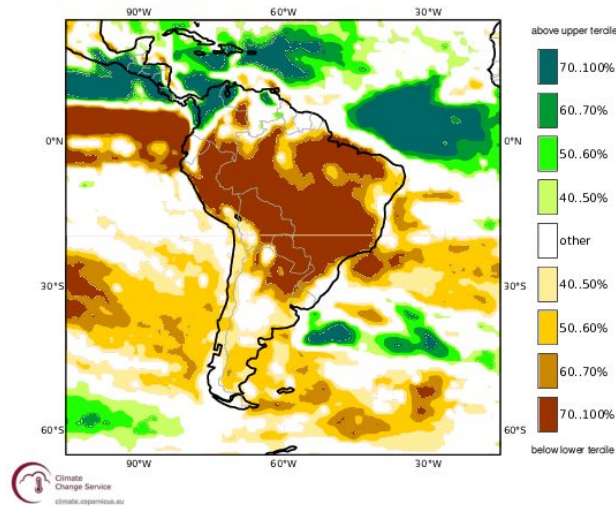 90°W 60°W 30°W
above upper tercile
70..100%
60..70%
50..60%
40..50%
other
40..50%
50..60%
60..70%
70..100%
below lower tercile
0°N 0°N
30°S 30°S
60°S 60°S
90°W 60°W 30°W
Climate
Change Service
climate.copernicus.eu